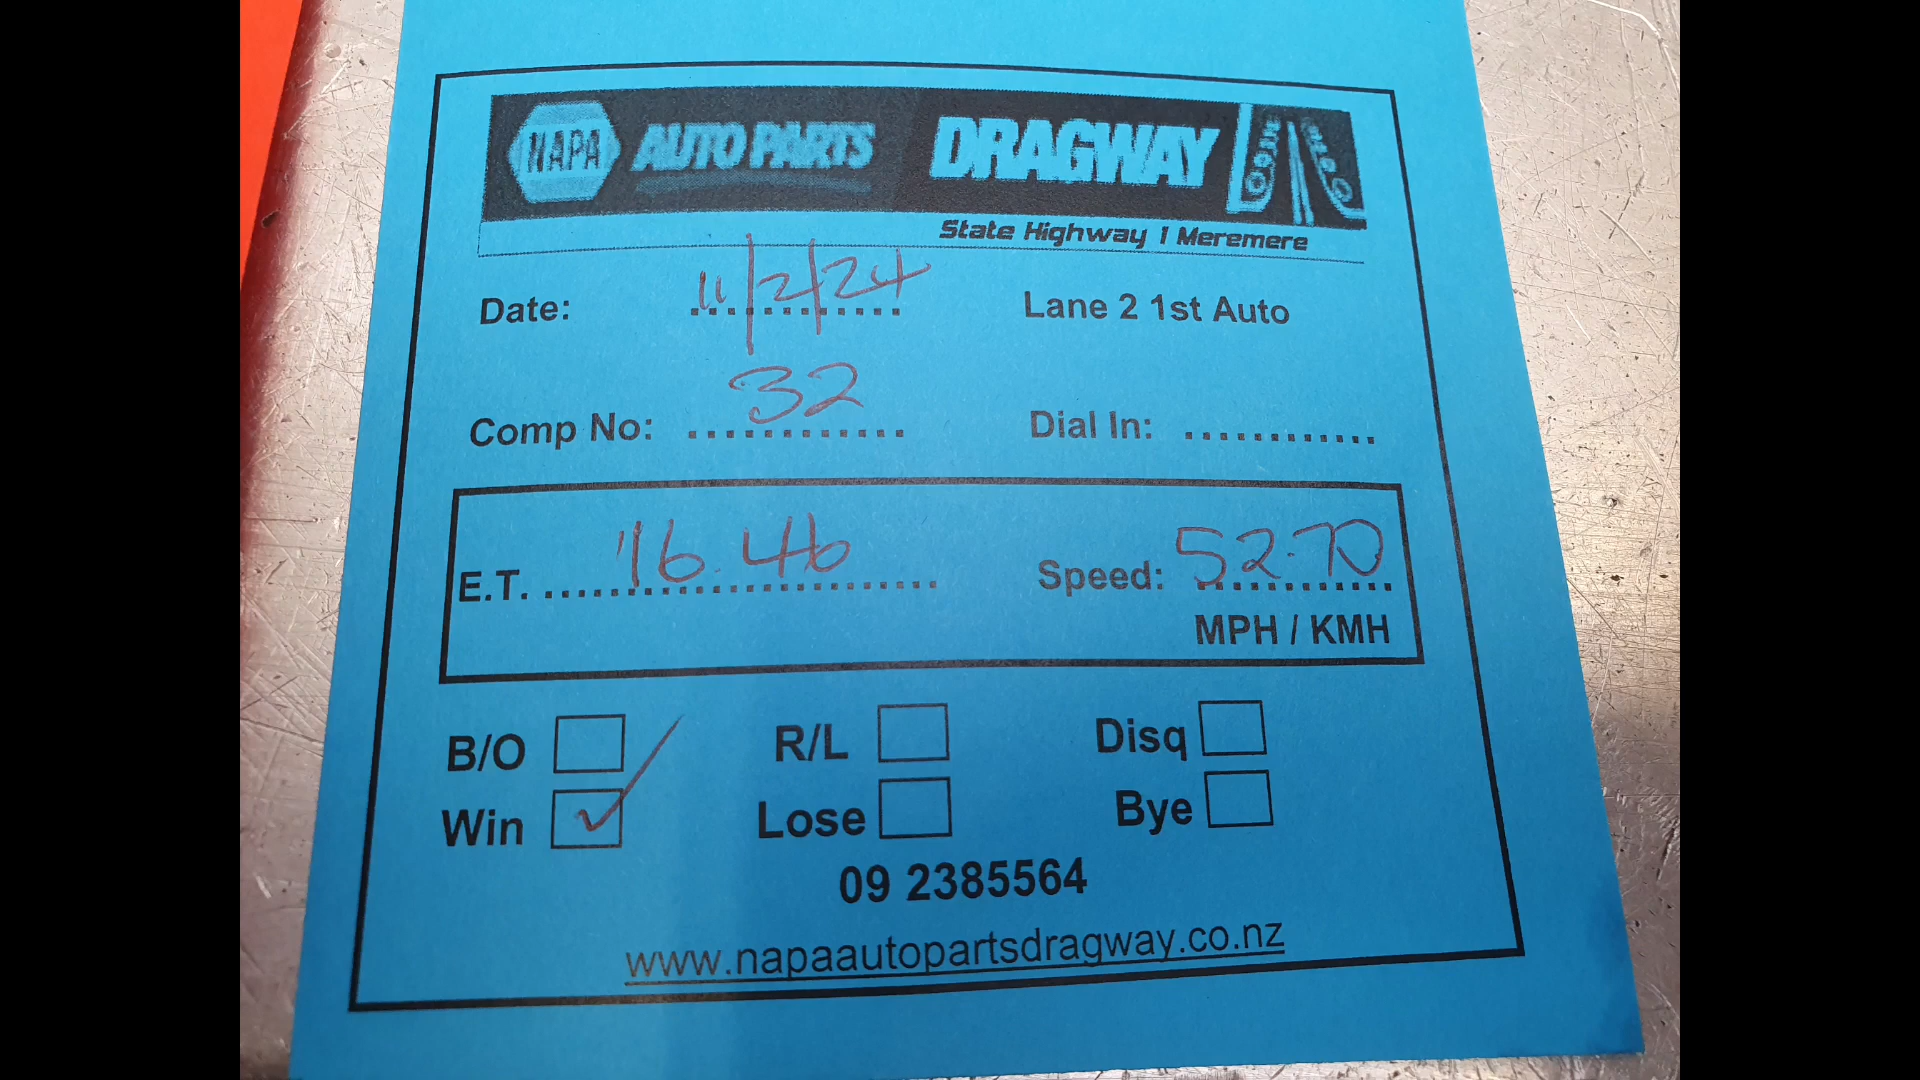 NAPA AUTO PARTS DRAGWAY
State Highway 1 Meremere
Date: 11/2/24 Lane 2 1st Auto
Comp No: 32 Dial In: ............
E.T. 16.46 Speed: 52.70
MPH / KMH
B/O R/L Disq
Win ✓ Lose Bye
09 2385564
www.napaautopartsdragway.co.nz